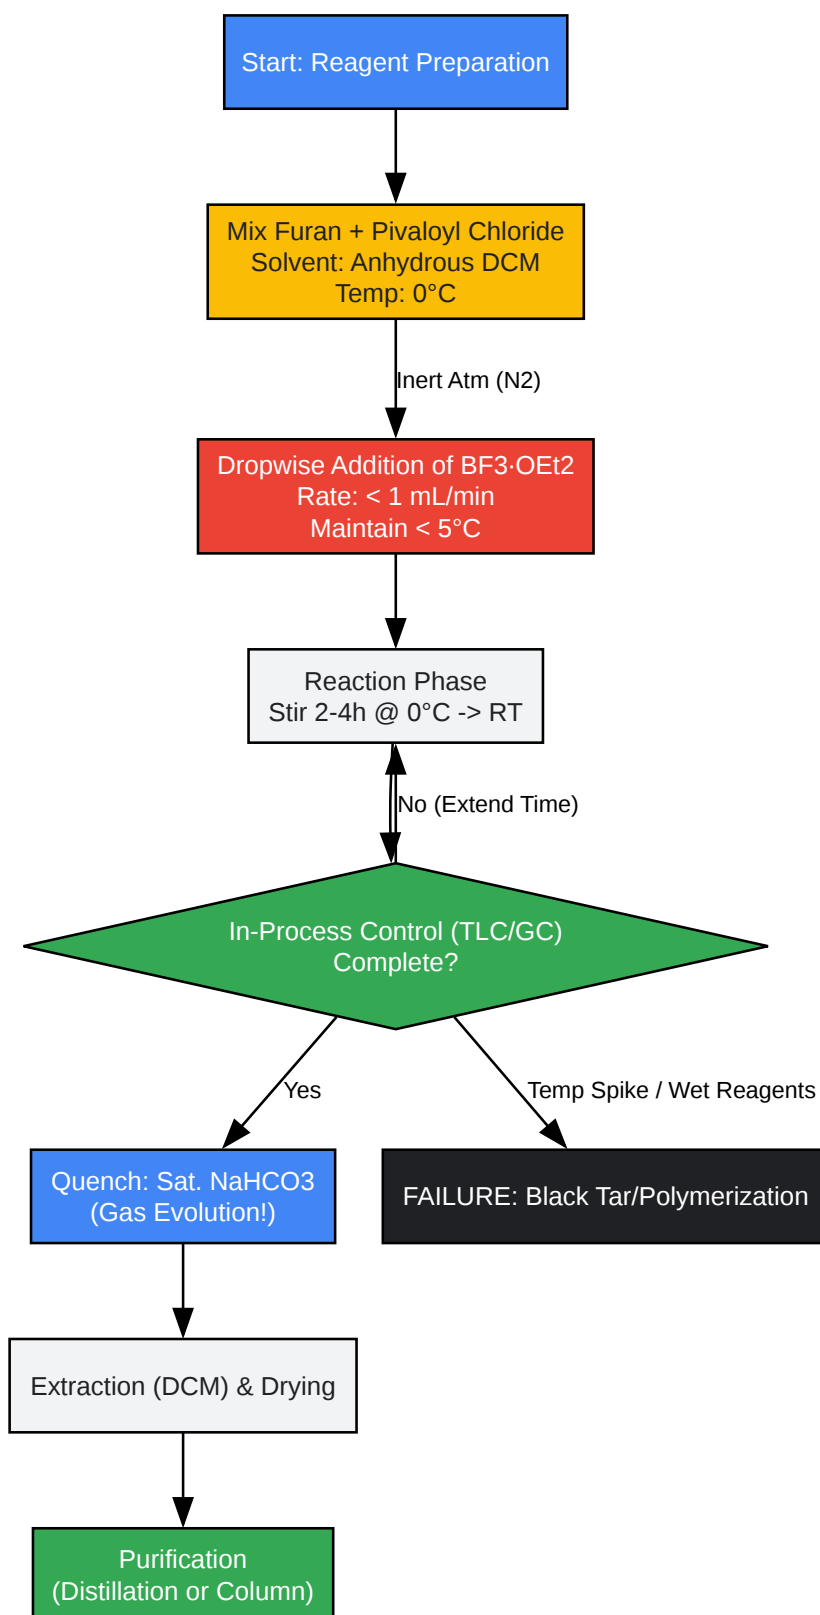 Start: Reagent Preparation
Mix Furan + Pivaloyl Chloride
Solvent: Anhydrous DCM
Temp: 0°C
Inert Atm (N2)
Dropwise Addition of BF3·OEt2
Rate: < 1 mL/min
Maintain < 5°C
Reaction Phase
Stir 2-4h @ 0°C -> RT
No (Extend Time)
In-Process Control (TLC/GC)
Complete?
Yes
Temp Spike / Wet Reagents
Quench: Sat. NaHCO3
(Gas Evolution!)
FAILURE: Black Tar/Polymerization
Extraction (DCM) & Drying
Purification
(Distillation or Column)